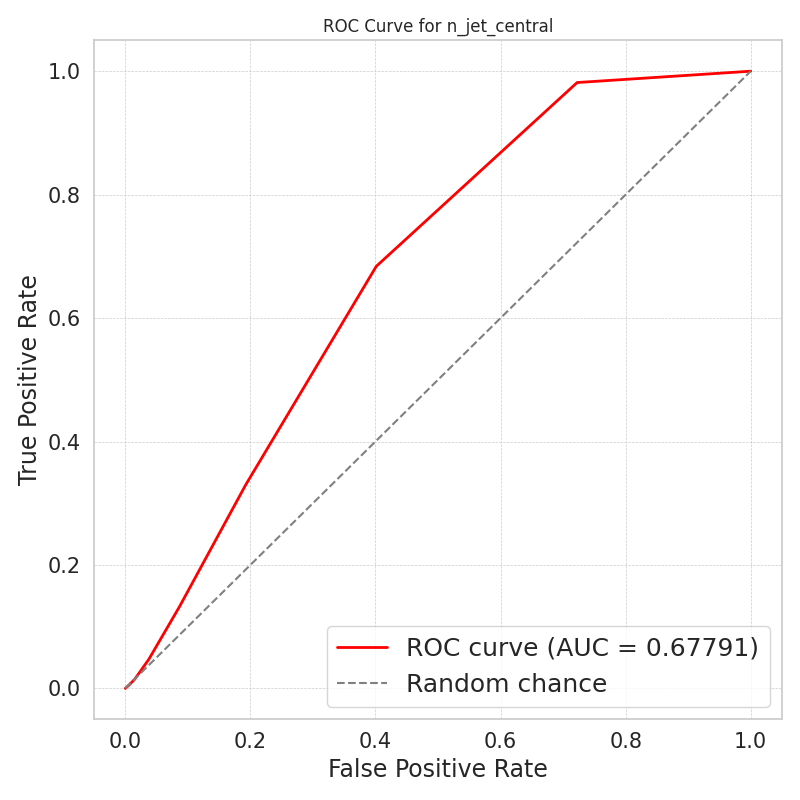 ROC Curve for n_jet_central
1.0
0.8
0.6
0.4
0.2
0.0
True Positive Rate
ROC curve (AUC = 0.67791)
Random chance
0.0 0.2 0.4 0.6 0.8 1.0
False Positive Rate